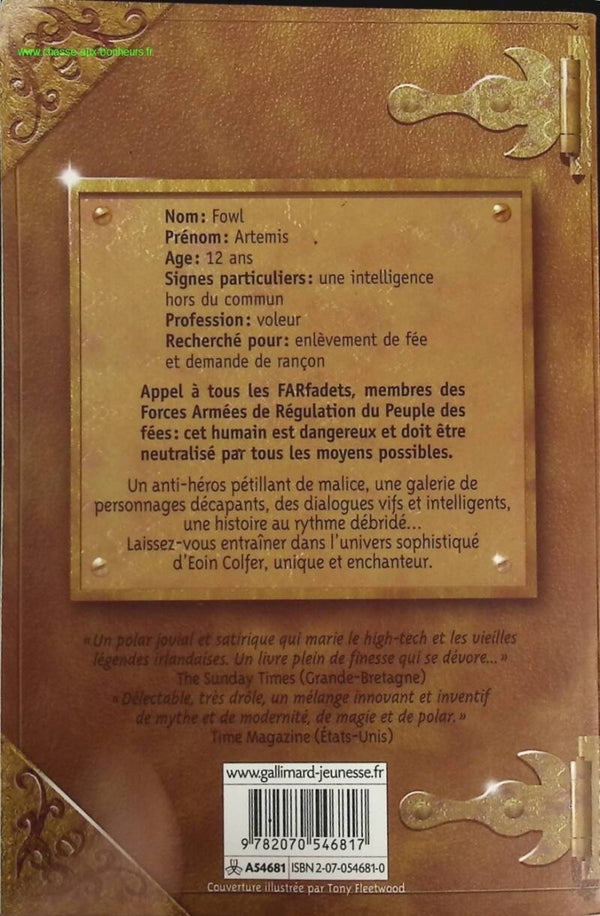 www.chasse-aux-bonheurs.fr
Nom : Fowl
Prénom : Artemis
Age : 12 ans
Signes particuliers : une intelligence
hors du commun
Profession : voleur
Recherché pour : enlèvement de fée
et demande de rançon
Appel à tous les FARfadets, membres des
Forces Armées de Régulation du Peuple des
fées : cet humain est dangereux et doit être
neutralisé par tous les moyens possibles.
Un anti-héros pétillant de malice, une galerie de
personnages décapants, des dialogues vifs et intelligents,
une histoire au rythme débridé...
Laissez-vous entraîner dans l'univers sophistiqué
d'Eoin Colfer, unique et enchanteur.
« Un polar jovial et satirique qui marie le high-tech et les vieilles
légendes irlandaises. Un livre plein de finesse qui se dévore... »
The Sunday Times (Grande-Bretagne)
« Délectable, très drôle, un mélange innovant et inventif
de mythe et de modernité, de magie et de polar. »
Time Magazine (États-Unis)
www.gallimard-jeunesse.fr
9 782070 546817
A54681 ISBN 2-07-054681-0
Couverture illustrée par Tony Fleetwood